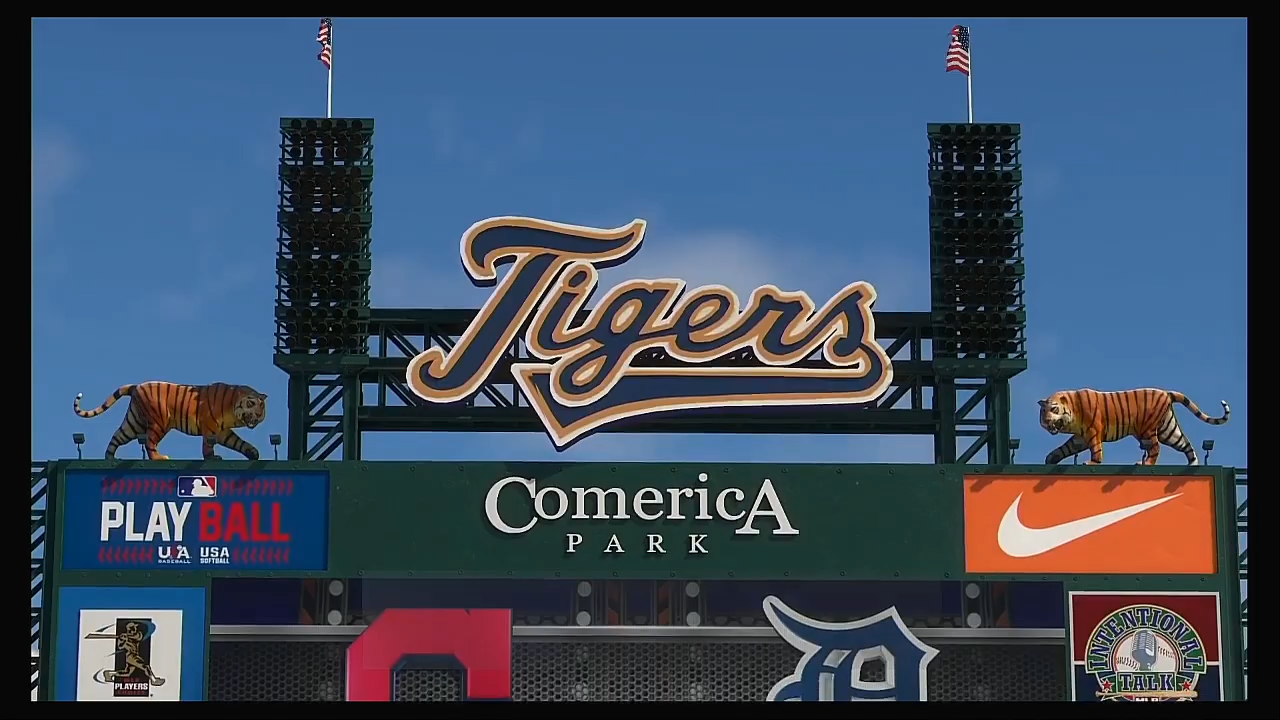 Tigers
ComericA
PARK
PLAY BALL
USA
BASEBALL
USA
SOFTBALL
PLAYERS
INTENTIONAL
TALK
C
D